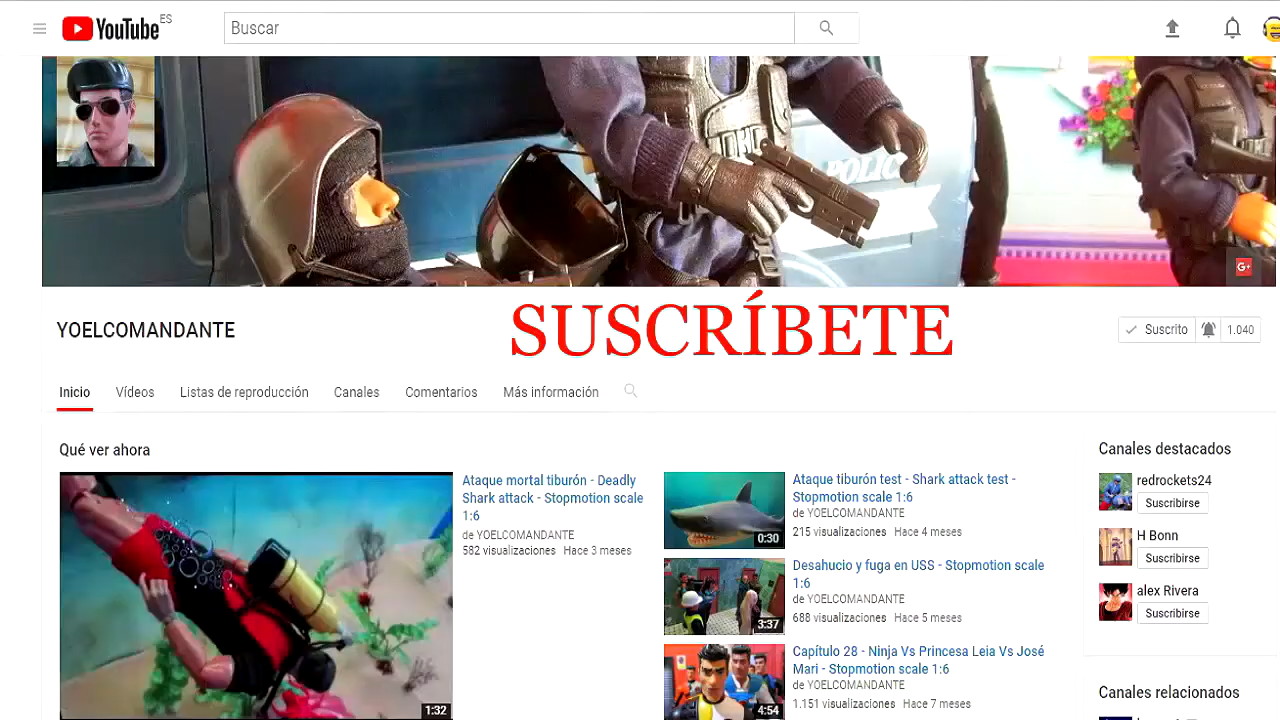 YouTube ES
Buscar
POLIC
G+
YOELCOMANDANTE
SUSCRÍBETE
Suscrito
1.040
Inicio
Vídeos
Listas de reproducción
Canales
Comentarios
Más información
Qué ver ahora
1:32
Ataque mortal tiburón - Deadly
Shark attack - Stopmotion scale
1:6
de YOELCOMANDANTE
582 visualizaciones Hace 3 meses
0:30
Ataque tiburón test - Shark attack test -
Stopmotion scale 1:6
de YOELCOMANDANTE
215 visualizaciones Hace 4 meses
3:37
Desahucio y fuga en USS - Stopmotion scale
1:6
de YOELCOMANDANTE
688 visualizaciones Hace 5 meses
4:54
Capítulo 28 - Ninja Vs Princesa Leia Vs José
Mari - Stopmotion scale 1:6
de YOELCOMANDANTE
1.151 visualizaciones Hace 7 meses
Canales destacados
redrockets24
Suscribirse
H Bonn
Suscribirse
alex Rivera
Suscribirse
Canales relacionados